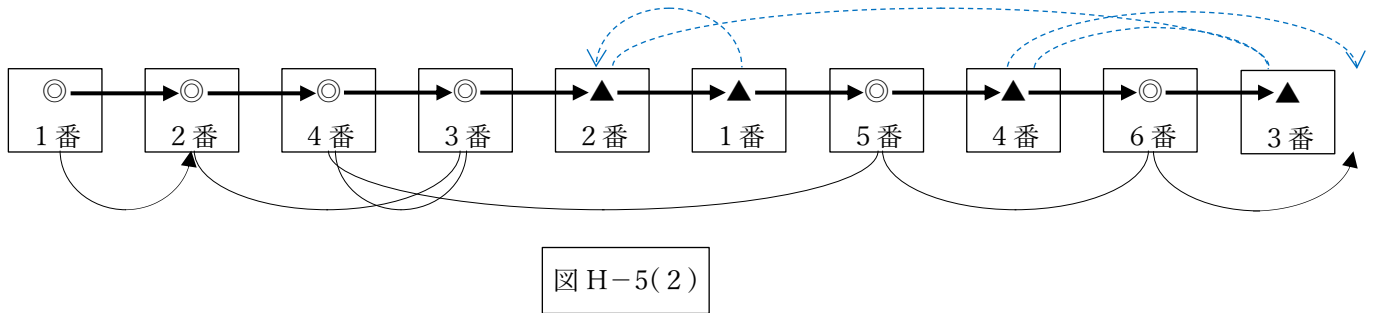 ◎ ◎ ◎ ◎ ▲ ▲ ◎ ▲ ◎ ▲
1番 2番 4番 3番 2番 1番 5番 4番 6番 3番
図H−5(2)